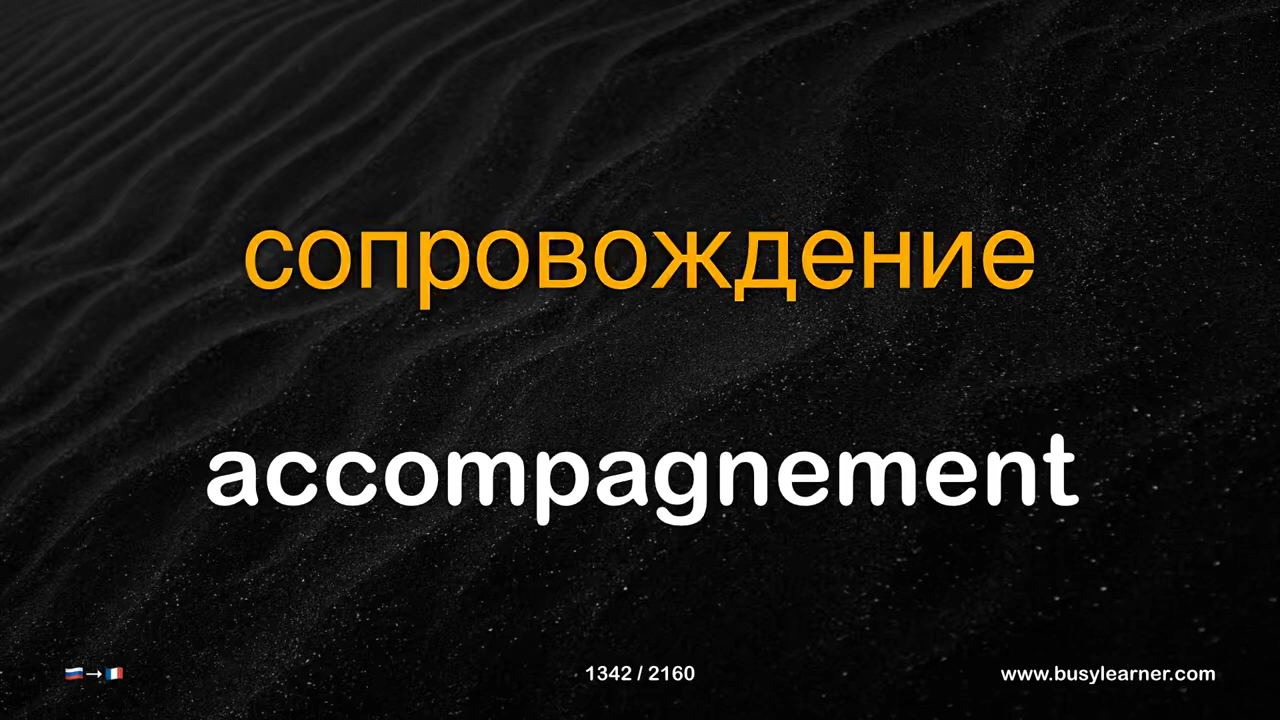 сопровождение
accompagnement
🇷🇺→🇫🇷
1342 / 2160
www.busylearner.com